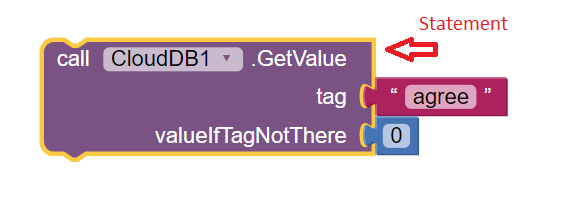 Statement
call CloudDB1 .GetValue
tag “ agree ”
valueIfTagNotThere 0